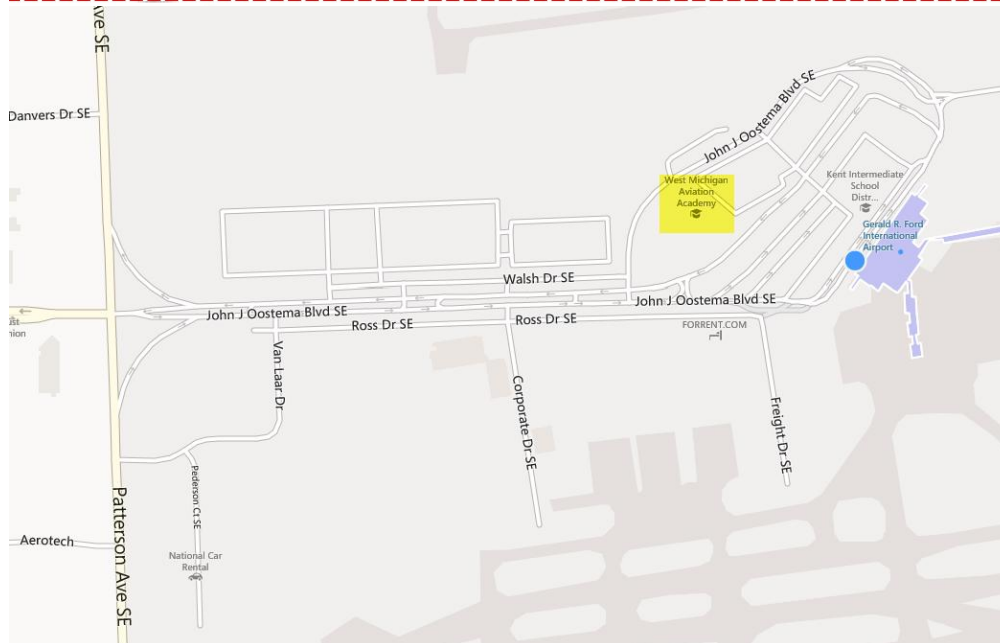 ve SE
Danvers Dr SE
John J Oostema Blvd SE
West Michigan
Aviation
Academy
Kent Intermediate
School
Distr...
Gerald R. Ford
International
Airport
Walsh Dr SE
John J Oostema Blvd SE
John J Oostema Blvd SE
Ross Dr SE
Ross Dr SE
FORRENT.COM
Van Laar Dr
Corporate Dr SE
Freight Dr SE
Pederson Ct SE
Patterson Ave SE
Aerotech
National Car
Rental